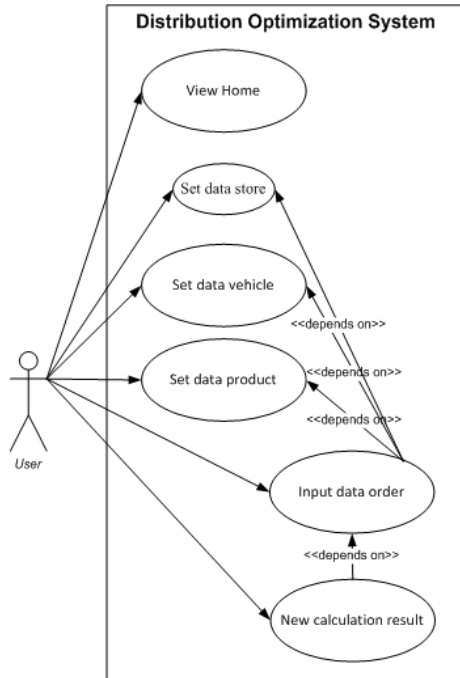 Distribution Optimization System
View Home
Set data store
Set data vehicle
<<depends on>>
Set data product
<<depends on>>
<<depends on>>
User
Input data order
<<depends on>>
New calculation result